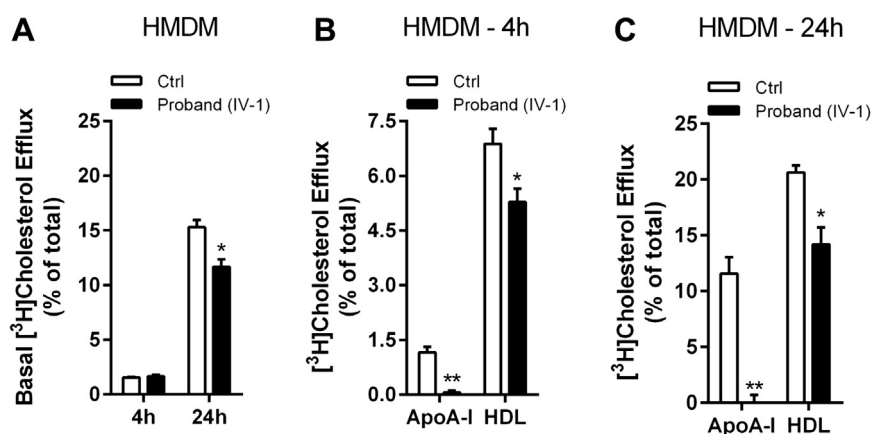 A
HMDM
Ctrl
Proband (IV-1)
Basal [³H]Cholesterol Efflux
(% of total)
25
20
15
10
5
0
*
4h
24h
B
HMDM - 4h
Ctrl
Proband (IV-1)
[³H]Cholesterol Efflux
(% of total)
7.5
6.0
4.5
3.0
1.5
0.0
**
*
ApoA-I
HDL
C
HMDM - 24h
Ctrl
Proband (IV-1)
[³H]Cholesterol Efflux
(% of total)
25
20
15
10
5
0
**
*
ApoA-I
HDL